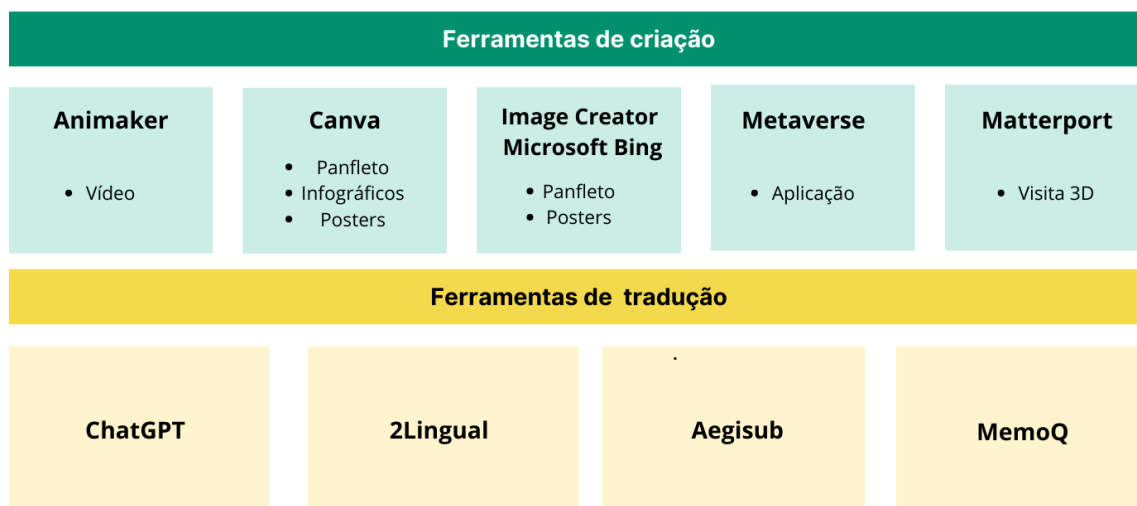 Ferramentas de criação
Animaker
• Vídeo
Canva
• Panfleto
• Infográficos
• Posters
Image Creator
Microsoft Bing
• Panfleto
• Posters
Metaverse
• Aplicação
Matterport
• Visita 3D
Ferramentas de tradução
ChatGPT
2Lingual
.
Aegisub
MemoQ